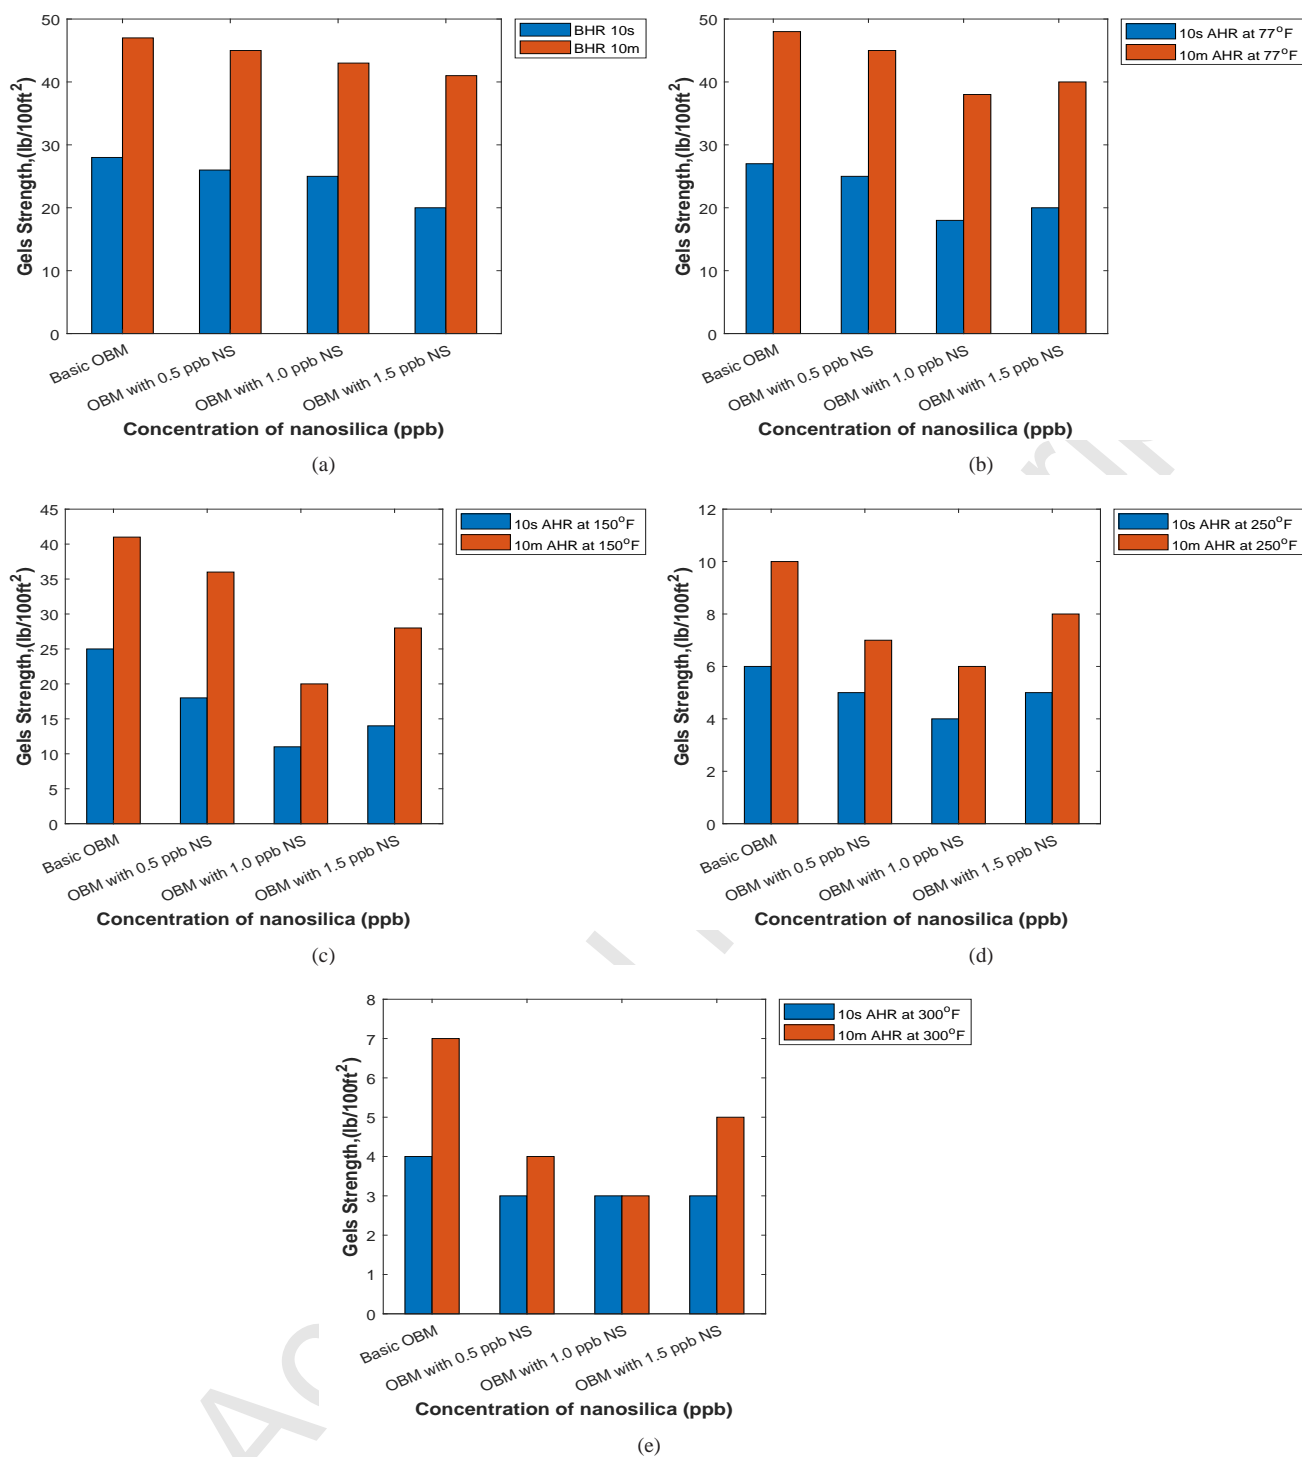 50
40
30
20
10
0
Gels Strength,(lb/100ft²)
BHR 10s
BHR 10m
Basic OBM
OBM with 0.5 ppb NS
OBM with 1.0 ppb NS
OBM with 1.5 ppb NS
Concentration of nanosilica (ppb)
(a)
50
40
30
20
10
0
Gels Strength,(lb/100ft²)
10s AHR at 77°F
10m AHR at 77°F
Basic OBM
OBM with 0.5 ppb NS
OBM with 1.0 ppb NS
OBM with 1.5 ppb NS
Concentration of nanosilica (ppb)
(b)
45
40
35
30
25
20
15
10
5
0
Gels Strength,(lb/100ft²)
10s AHR at 150°F
10m AHR at 150°F
Basic OBM
OBM with 0.5 ppb NS
OBM with 1.0 ppb NS
OBM with 1.5 ppb NS
Concentration of nanosilica (ppb)
(c)
12
10
8
6
4
2
0
Gels Strength,(lb/100ft²)
10s AHR at 250°F
10m AHR at 250°F
Basic OBM
OBM with 0.5 ppb NS
OBM with 1.0 ppb NS
OBM with 1.5 ppb NS
Concentration of nanosilica (ppb)
(d)
8
7
6
5
4
3
2
1
0
Gels Strength,(lb/100ft²)
10s AHR at 300°F
10m AHR at 300°F
Basic OBM
OBM with 0.5 ppb NS
OBM with 1.0 ppb NS
OBM with 1.5 ppb NS
Concentration of nanosilica (ppb)
(e)